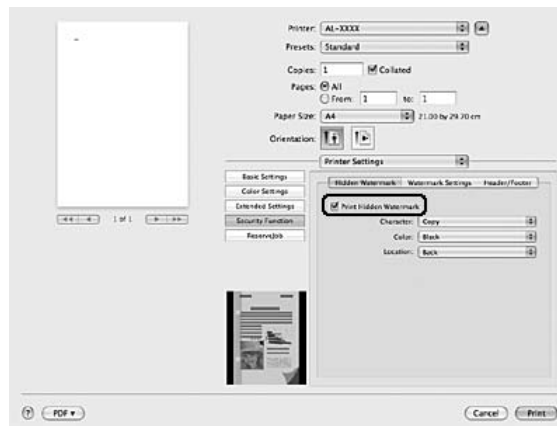 Printer: AL-XXXX
Presets: Standard
Copies: 1 Collated
Pages: All
From: 1 to: 1
Paper Size: A4 21.00 by 29.70 cm
Orientation:
Printer Settings
Basic Settings
Color Settings
Extended Settings
Security Function
ReserveJob
Hidden Watermark Watermark Settings Header/Footer
Print Hidden Watermark
Character: Copy
Color: Black
Location: Back
1 of 1
? PDF Cancel Print